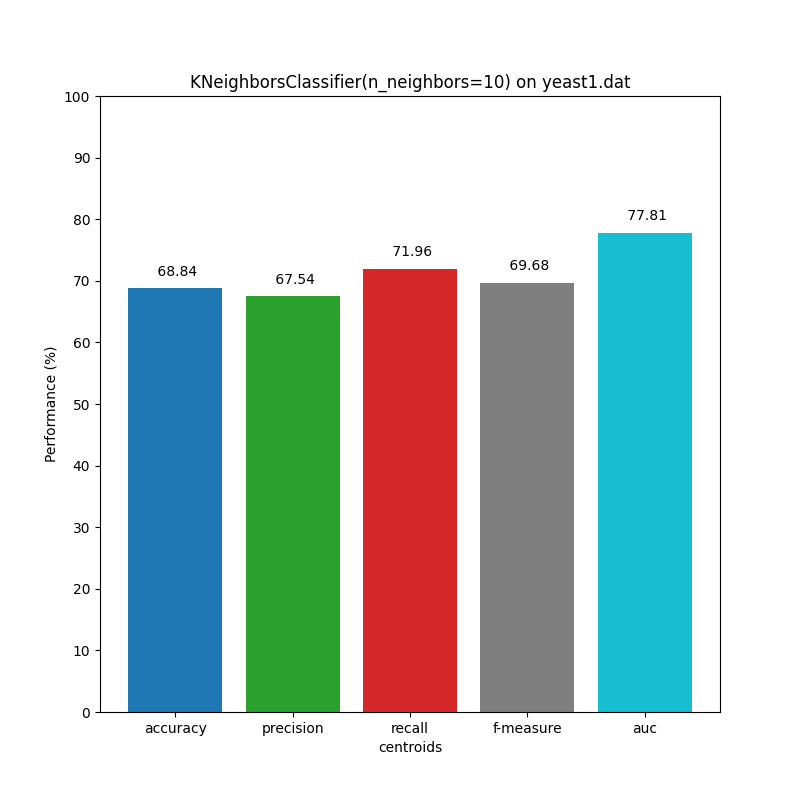 KNeighborsClassifier(n_neighbors=10) on yeast1.dat
100
90
80
70
60
50
40
30
20
10
0
Performance (%)
68.84
67.54
71.96
69.68
77.81
accuracy
precision
recall
f-measure
auc
centroids